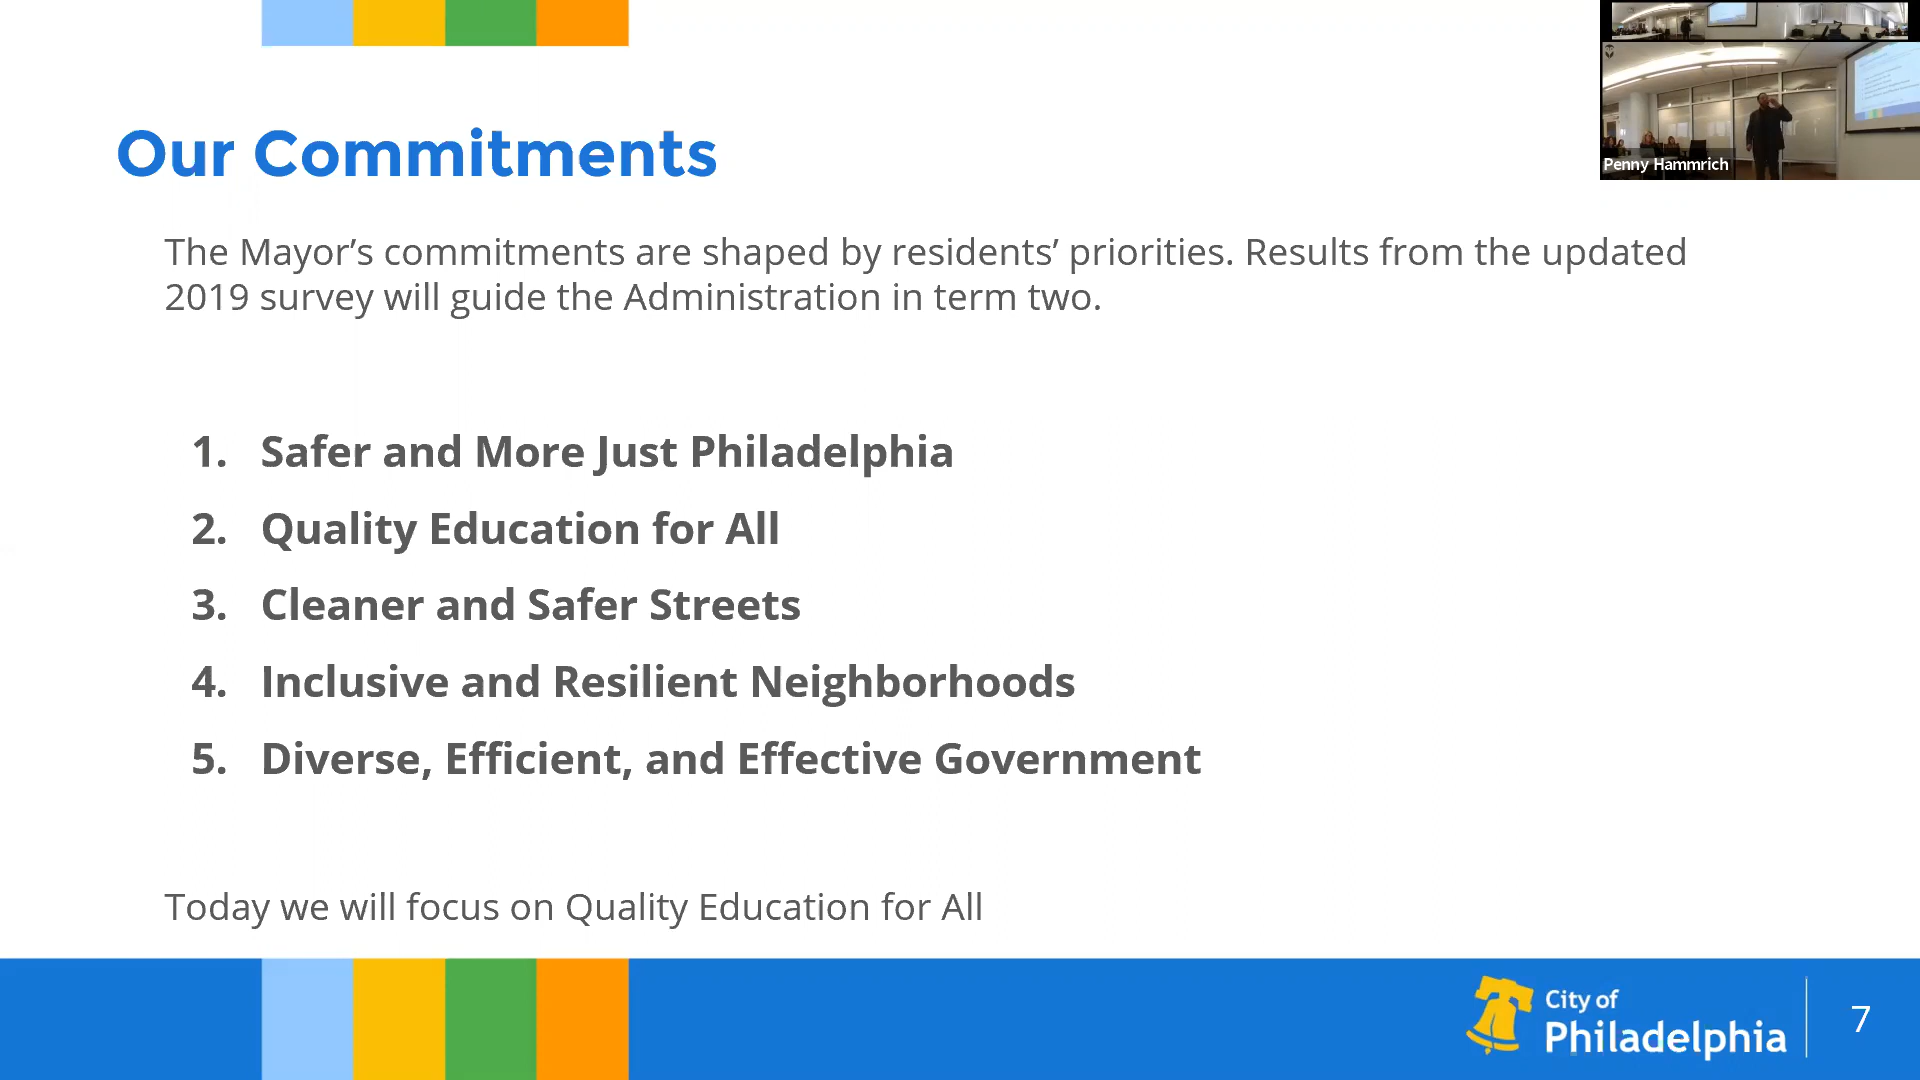 Our Commitments
Penny Hammrich
The Mayor’s commitments are shaped by residents’ priorities. Results from the updated
2019 survey will guide the Administration in term two.
1. Safer and More Just Philadelphia
2. Quality Education for All
3. Cleaner and Safer Streets
4. Inclusive and Resilient Neighborhoods
5. Diverse, Efficient, and Effective Government
Today we will focus on Quality Education for All
City of
Philadelphia
7